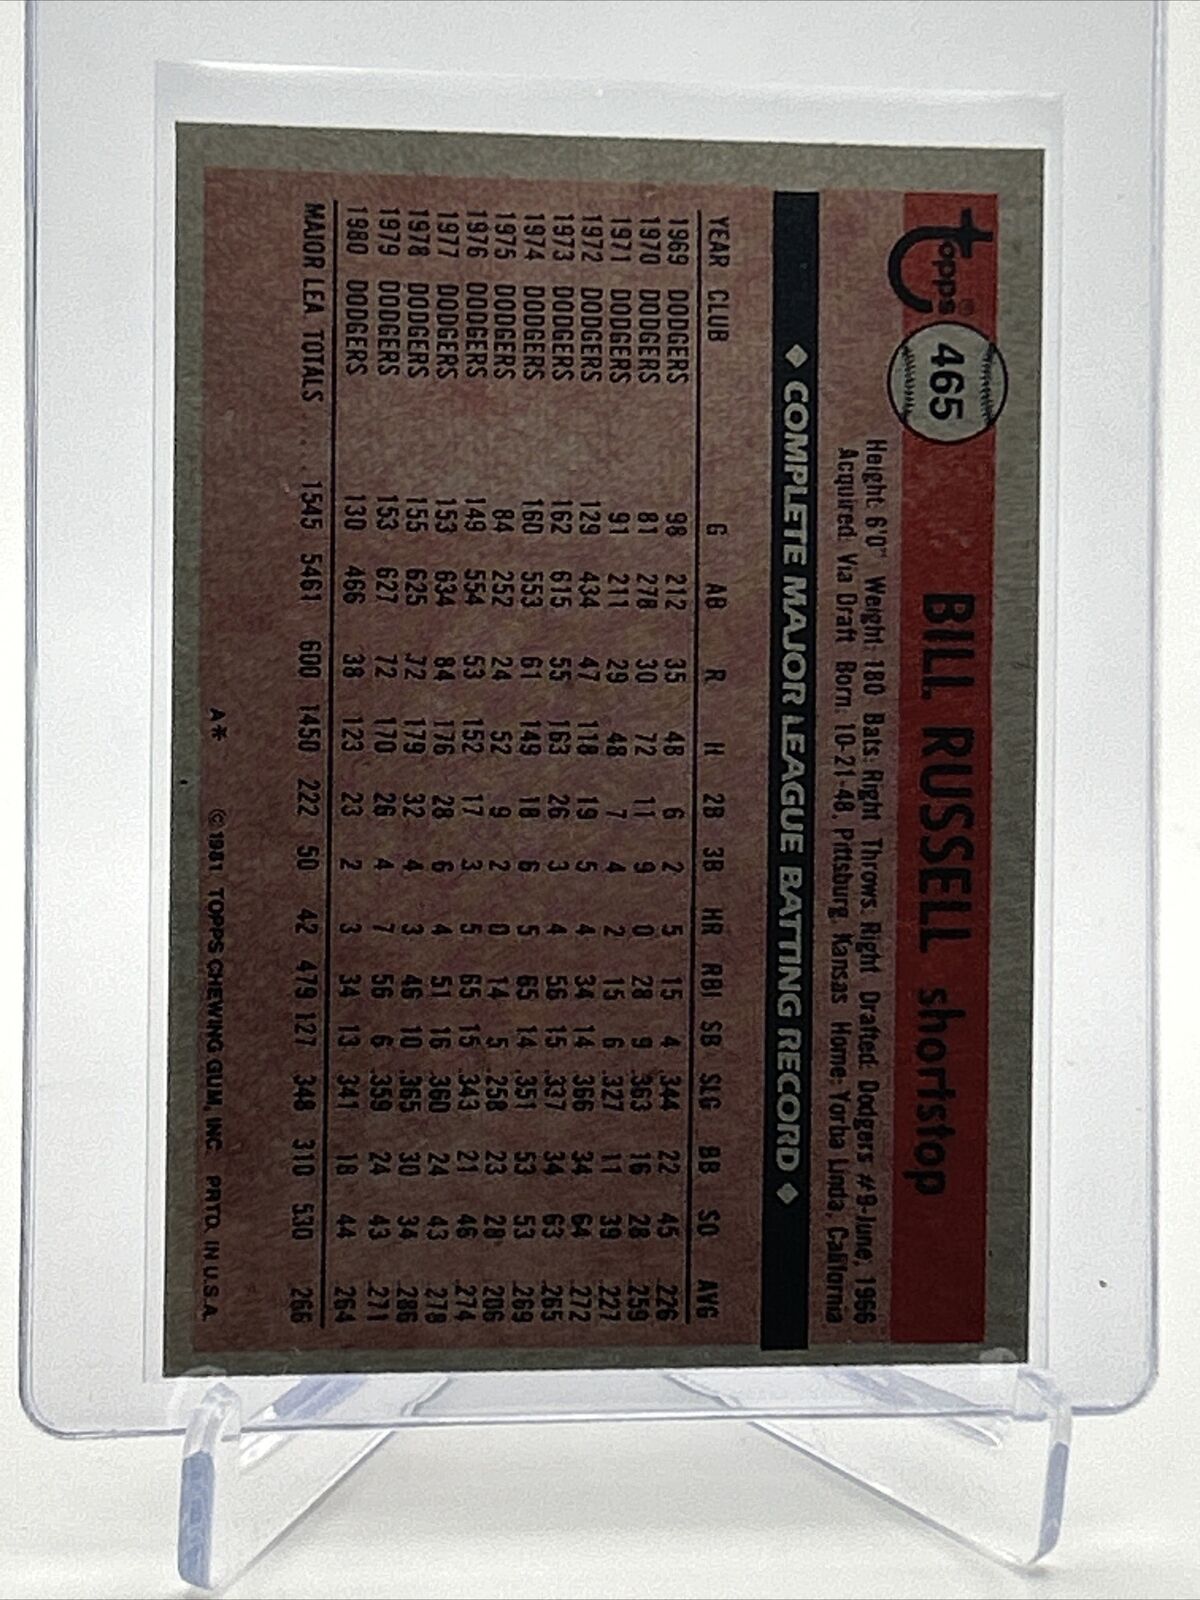 topps®
465
BILL RUSSELL shortstop
Height: 6'0" Weight: 180 Bats: Right Throws: Right Drafted: Dodgers #9-June, 1966
Acquired: Via Draft Born: 10-21-48, Pittsburg, Kansas Home: Yorba Linda, California
♦ COMPLETE MAJOR LEAGUE BATTING RECORD ♦
YEAR CLUB G AB R H 2B 3B HR RBI SB SLG BB SO AVG
1969 DODGERS 98 212 35 48 6 2 5 15 4 .344 22 45 .226
1970 DODGERS 81 278 30 72 11 9 0 28 9 .363 16 28 .259
1971 DODGERS 91 211 29 48 7 4 2 15 6 .327 11 39 .227
1972 DODGERS 129 434 47 118 19 5 4 34 14 .366 34 64 .272
1973 DODGERS 162 615 55 163 26 3 4 56 15 .337 34 63 .265
1974 DODGERS 160 553 61 149 18 6 5 65 14 .351 53 53 .269
1975 DODGERS 84 252 24 52 9 2 0 14 5 .258 23 28 .206
1976 DODGERS 149 554 53 152 17 3 5 65 15 .343 21 46 .274
1977 DODGERS 153 634 84 176 28 6 4 51 16 .360 24 43 .278
1978 DODGERS 155 625 72 179 32 4 3 46 10 .365 30 34 .286
1979 DODGERS 153 627 72 170 26 4 7 56 6 .359 24 43 .271
1980 DODGERS 130 466 38 123 23 2 3 34 13 .341 18 44 .264
MAJOR LEA TOTALS .... 1545 5461 600 1450 222 50 42 479 127 .348 310 530 .266
A* ©1981 TOPPS CHEWING GUM, INC. PRTD. IN U.S.A.